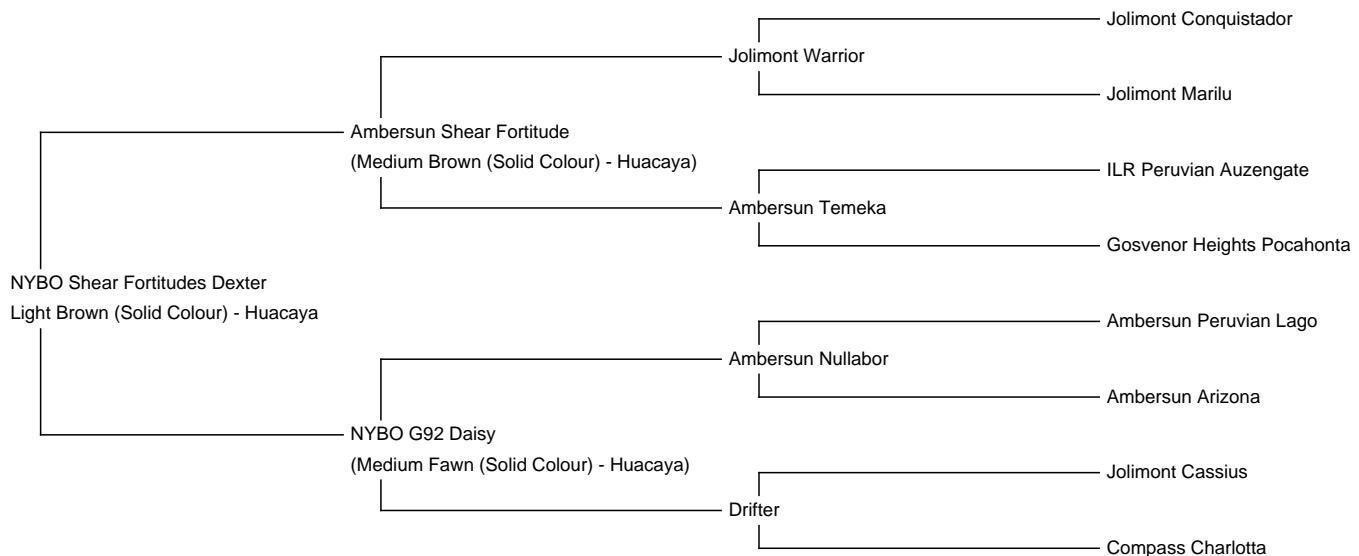 Jolimont Conquistador
Jolimont Warrior
Jolimont Marilu
Ambersun Shear Fortitude
(Medium Brown (Solid Colour) - Huacaya)
ILR Peruvian Auzengate
Ambersun Temeka
Gosvenor Heights Pocahonta
NYBO Shear Fortitudes Dexter
Light Brown (Solid Colour) - Huacaya
Ambersun Peruvian Lago
Ambersun Nullabor
Ambersun Arizona
NYBO G92 Daisy
(Medium Fawn (Solid Colour) - Huacaya)
Jolimont Cassius
Drifter
Compass Charlotta